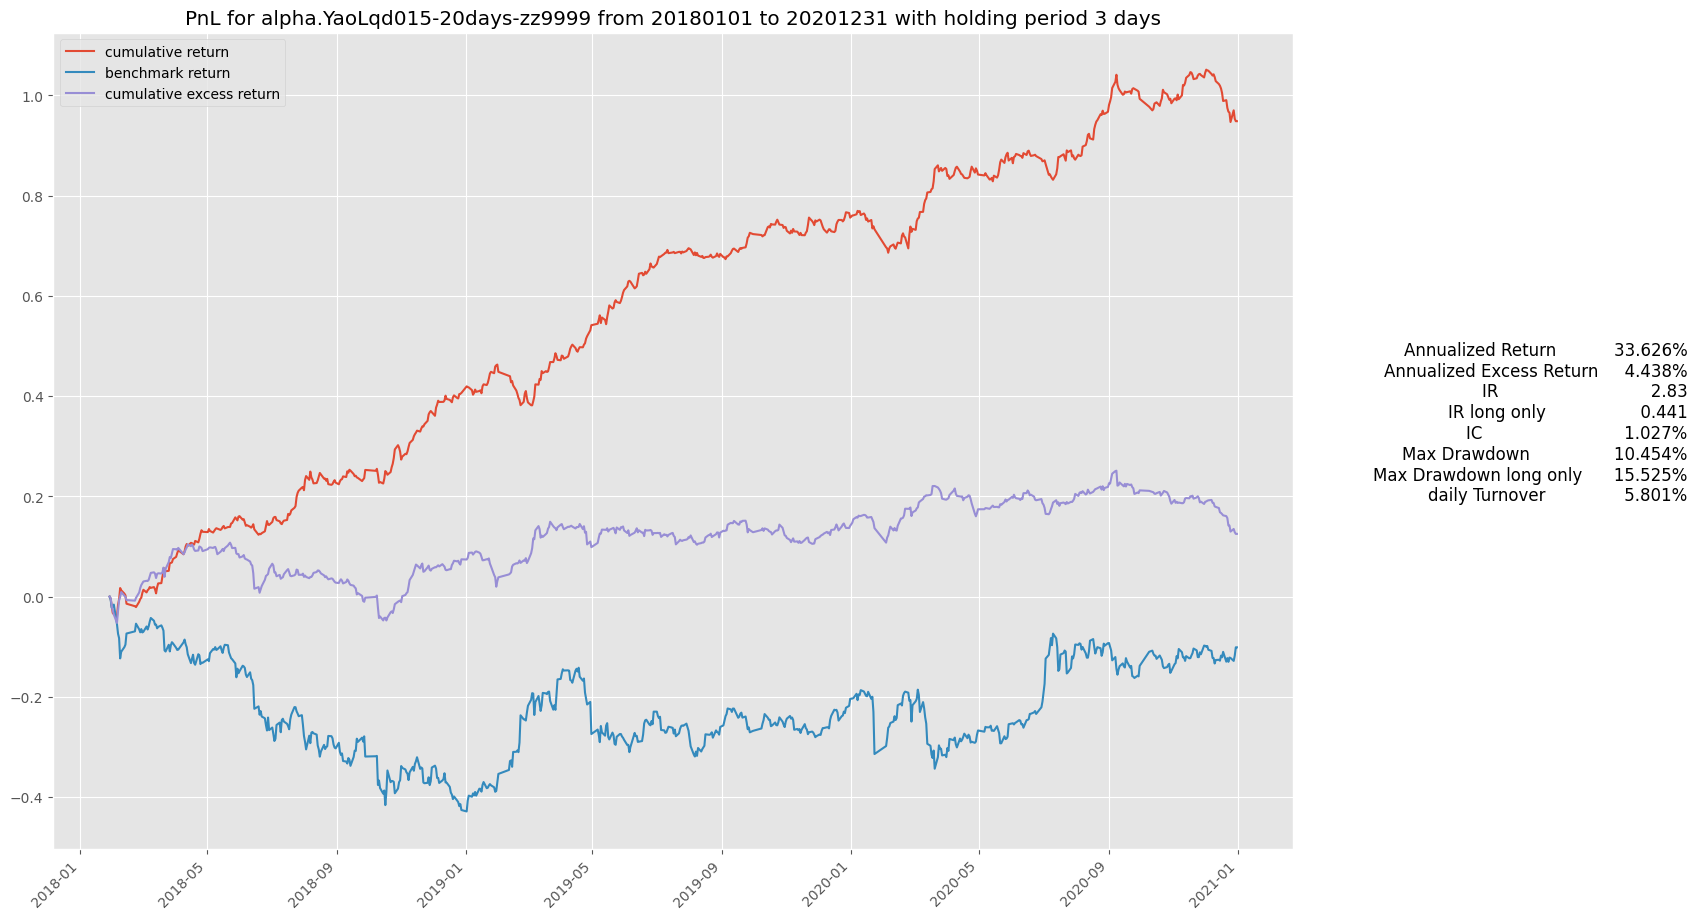 PnL for alpha.YaoLqd015-20days-zz9999 from 20180101 to 20201231 with holding period 3 days
cumulative return
benchmark return
cumulative excess return
1.0
0.8
0.6
0.4
0.2
0.0
−0.2
−0.4
2018-01
2018-05
2018-09
2019-01
2019-05
2019-09
2020-01
2020-05
2020-09
2021-01
Annualized Return 33.626%
Annualized Excess Return 4.438%
IR 2.83
IR long only 0.441
IC 1.027%
Max Drawdown 10.454%
Max Drawdown long only 15.525%
daily Turnover 5.801%